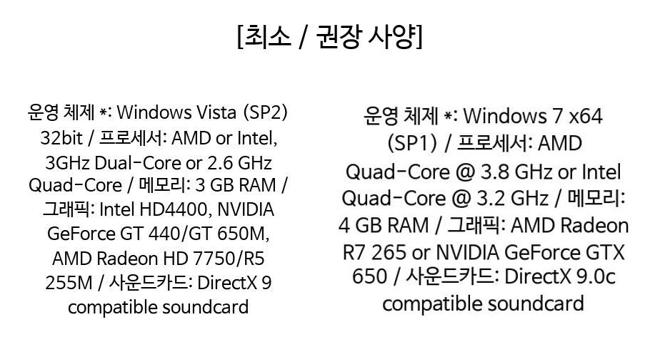 [최소 / 권장 사양]
운영 체제 *: Windows Vista (SP2)
32bit / 프로세서: AMD or Intel,
3GHz Dual-Core or 2.6 GHz
Quad-Core / 메모리: 3 GB RAM /
그래픽: Intel HD4400, NVIDIA
GeForce GT 440/GT 650M,
AMD Radeon HD 7750/R5
255M / 사운드카드: DirectX 9
compatible soundcard
운영 체제 *: Windows 7 x64
(SP1) / 프로세서: AMD
Quad-Core @ 3.8 GHz or Intel
Quad-Core @ 3.2 GHz / 메모리:
4 GB RAM / 그래픽: AMD Radeon
R7 265 or NVIDIA GeForce GTX
650 / 사운드카드: DirectX 9.0c
compatible soundcard